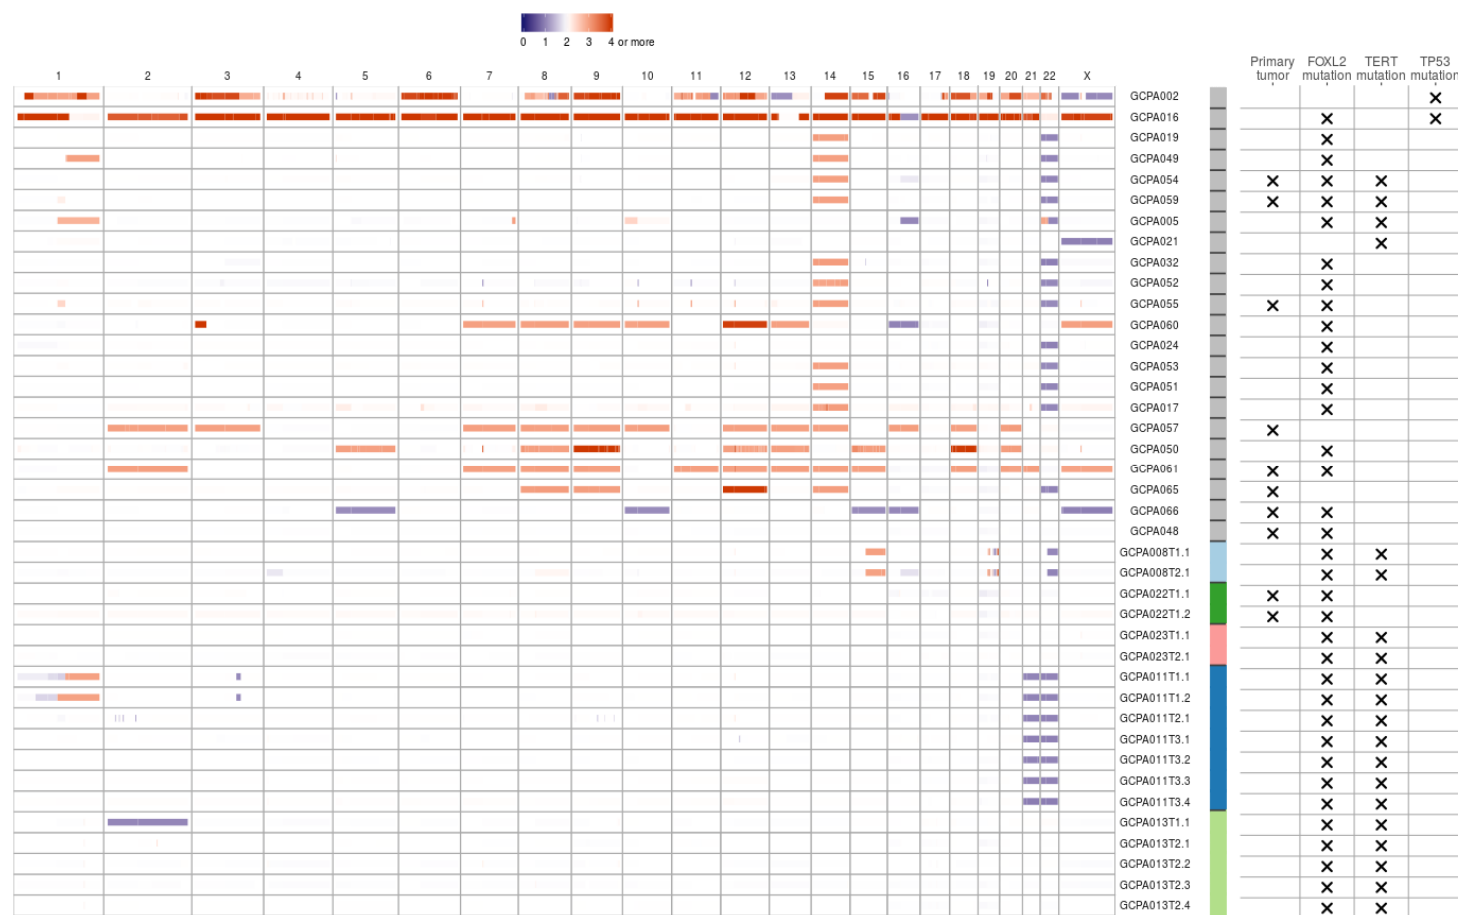 0 1 2 3 4 or more
Primary tumor FOXL2 mutation TERT mutation TP53 mutation
1 2 3 4 5 6 7 8 9 10 11 12 13 14 15 16 17 18 19 20 21 22 X
GCPA002
GCPA016
GCPA019
GCPA049
GCPA054
GCPA059
GCPA005
GCPA021
GCPA032
GCPA052
GCPA055
GCPA060
GCPA024
GCPA053
GCPA051
GCPA017
GCPA057
GCPA050
GCPA061
GCPA065
GCPA066
GCPA048
GCPA008T1.1
GCPA008T2.1
GCPA022T1.1
GCPA022T1.2
GCPA023T1.1
GCPA023T2.1
GCPA011T1.1
GCPA011T1.2
GCPA011T2.1
GCPA011T3.1
GCPA011T3.2
GCPA011T3.3
GCPA011T3.4
GCPA013T1.1
GCPA013T2.1
GCPA013T2.2
GCPA013T2.3
GCPA013T2.4